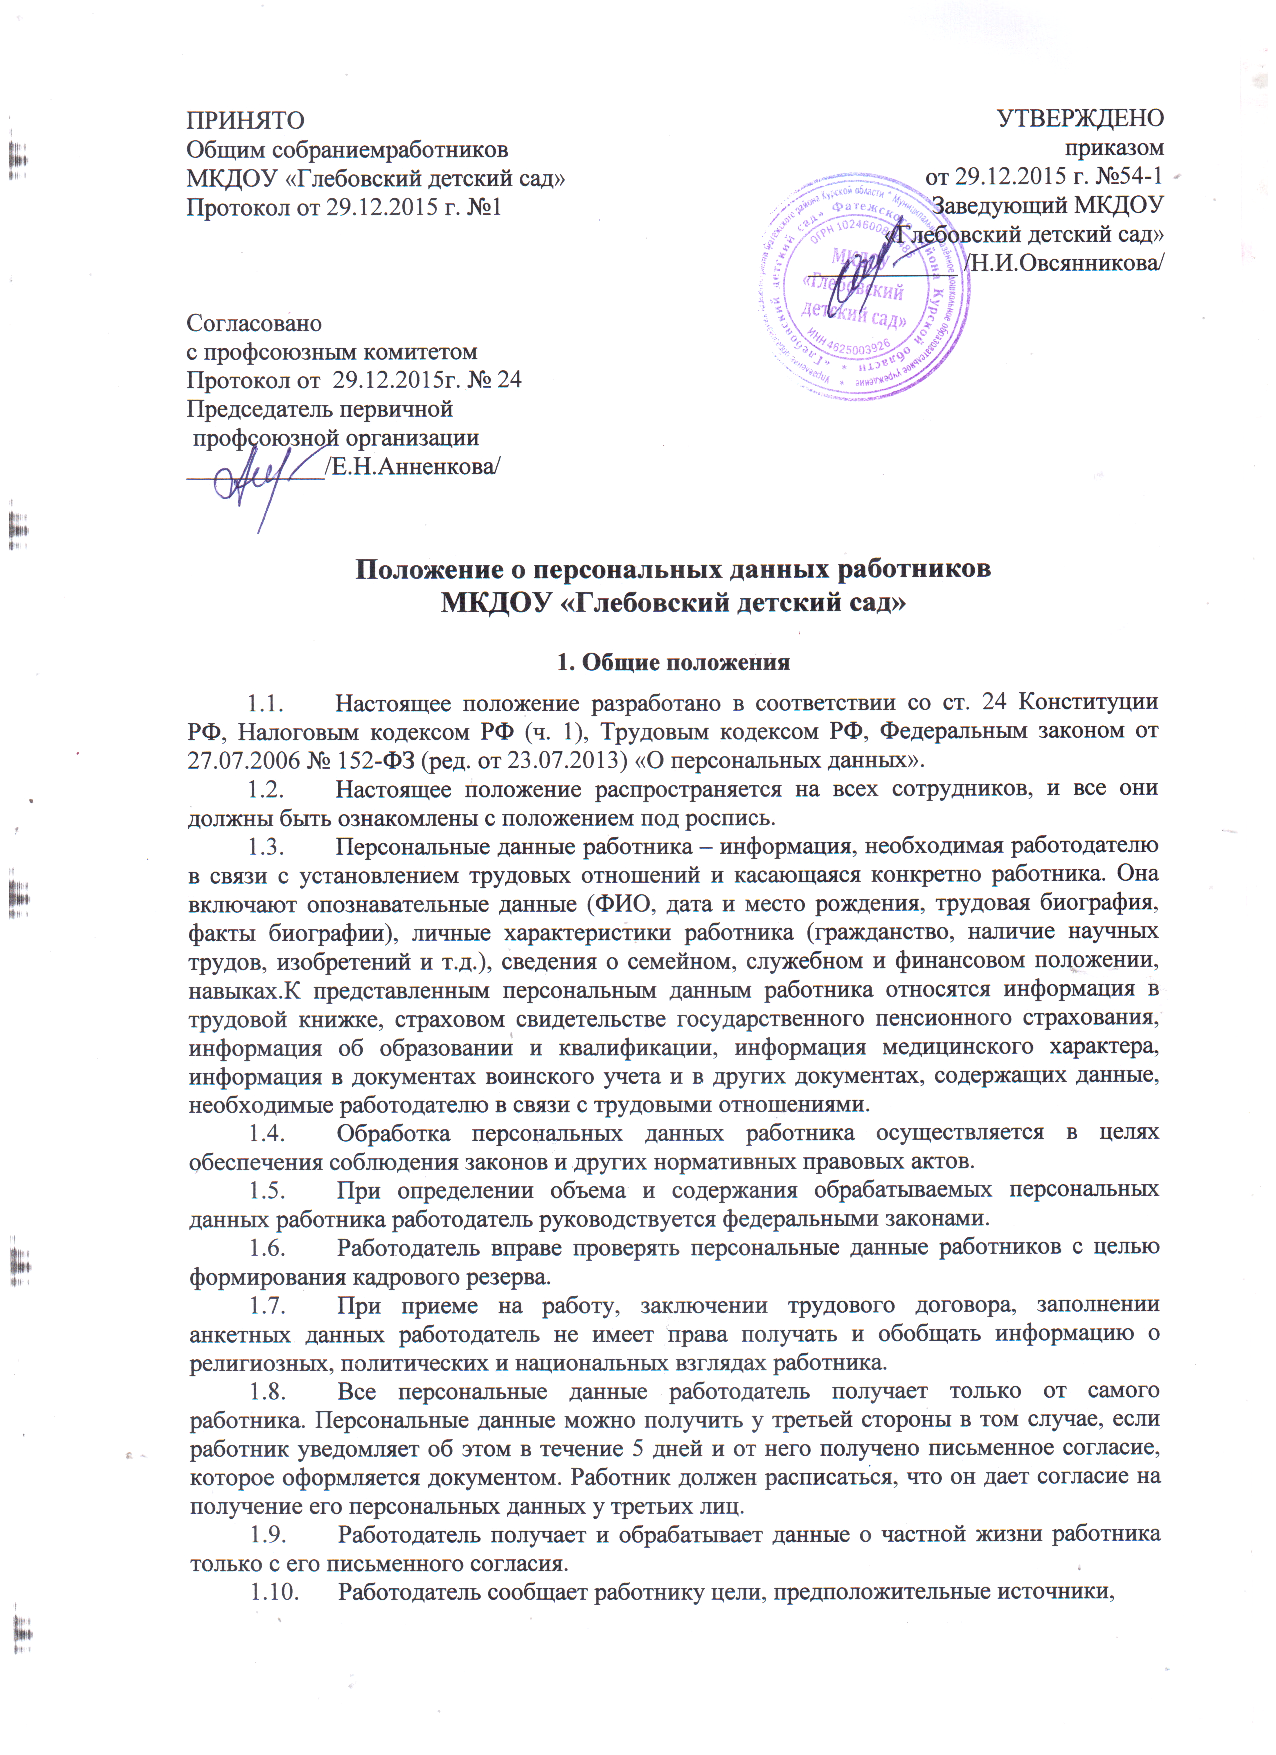 ПРИНЯТО
Общим собраниемработников
МКДОУ «Глебовский детский сад»
Протокол от 29.12.2015 г. №1
УТВЕРЖДЕНО
приказом
от 29.12.2015 г. №54-1
Заведующий МКДОУ
«Глебовский детский сад»
/Н.И.Овсянникова/
МКДОУ
«Глебовский
детский сад»
ИНН 4625003926
Согласовано
с профсоюзным комитетом
Протокол от 29.12.2015г. № 24
Председатель первичной
профсоюзной организации
/Е.Н.Анненкова/
Положение о персональных данных работников
МКДОУ «Глебовский детский сад»
1. Общие положения
1.1. Настоящее положение разработано в соответствии со ст. 24 Конституции
РФ, Налоговым кодексом РФ (ч. 1), Трудовым кодексом РФ, Федеральным законом от
27.07.2006 № 152-ФЗ (ред. от 23.07.2013) «О персональных данных».
1.2. Настоящее положение распространяется на всех сотрудников, и все они
должны быть ознакомлены с положением под роспись.
1.3. Персональные данные работника – информация, необходимая работодателю
в связи с установлением трудовых отношений и касающаяся конкретно работника. Она
включают опознавательные данные (ФИО, дата и место рождения, трудовая биография,
факты биографии), личные характеристики работника (гражданство, наличие научных
трудов, изобретений и т.д.), сведения о семейном, служебном и финансовом положении,
навыках.К представленным персональным данным работника относятся информация в
трудовой книжке, страховом свидетельстве государственного пенсионного страхования,
информация об образовании и квалификации, информация медицинского характера,
информация в документах воинского учета и в других документах, содержащих данные,
необходимые работодателю в связи с трудовыми отношениями.
1.4. Обработка персональных данных работника осуществляется в целях
обеспечения соблюдения законов и других нормативных правовых актов.
1.5. При определении объема и содержания обрабатываемых персональных
данных работника работодатель руководствуется федеральными законами.
1.6. Работодатель вправе проверять персональные данные работников с целью
формирования кадрового резерва.
1.7. При приеме на работу, заключении трудового договора, заполнении
анкетных данных работодатель не имеет права получать и обобщать информацию о
религиозных, политических и национальных взглядах работника.
1.8. Все персональные данные работодатель получает только от самого
работника. Персональные данные можно получить у третьей стороны в том случае, если
работник уведомляет об этом в течение 5 дней и от него получено письменное согласие,
которое оформляется документом. Работник должен расписаться, что он дает согласие на
получение его персональных данных у третьих лиц.
1.9. Работодатель получает и обрабатывает данные о частной жизни работника
только с его письменного согласия.
1.10. Работодатель сообщает работнику цели, предположительные источники,